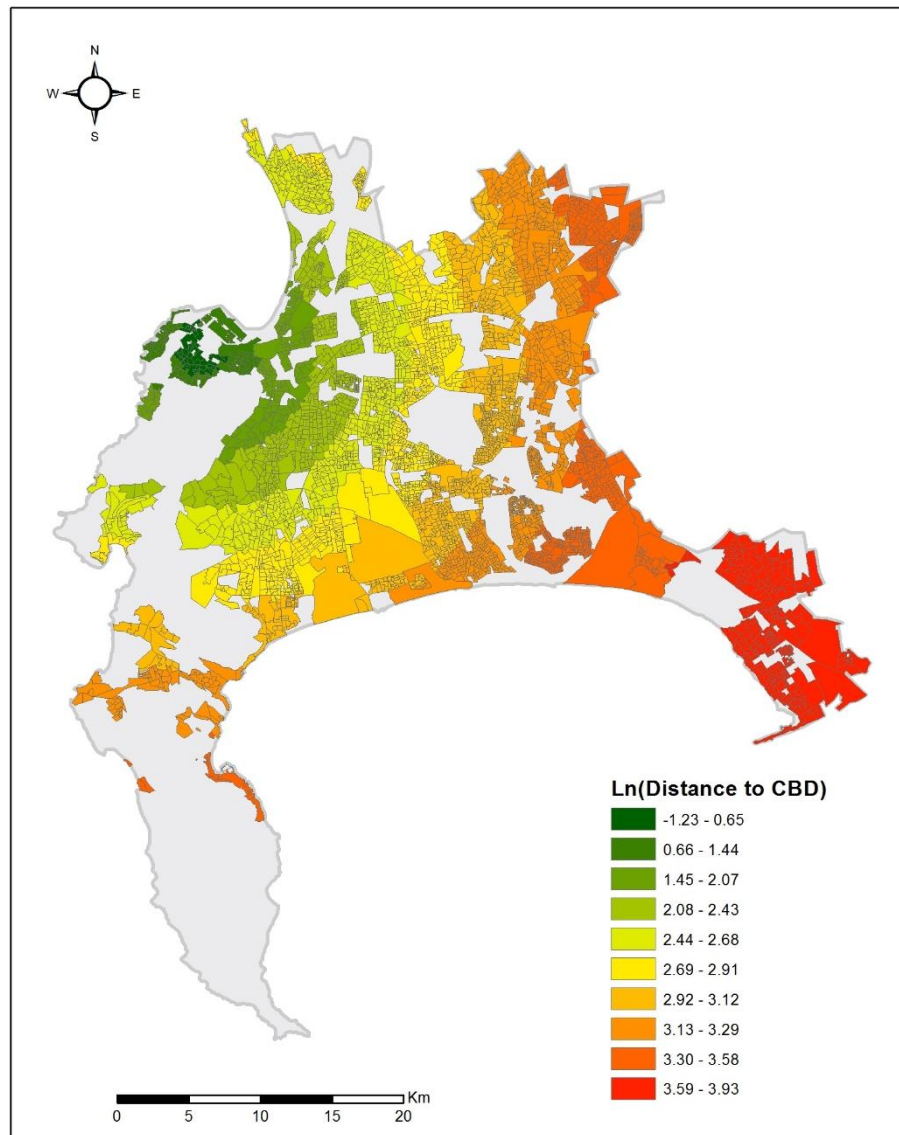 N
W E
S
Ln(Distance to CBD)
-1.23 - 0.65
0.66 - 1.44
1.45 - 2.07
2.08 - 2.43
2.44 - 2.68
2.69 - 2.91
2.92 - 3.12
3.13 - 3.29
3.30 - 3.58
3.59 - 3.93
Km
0 5 10 15 20